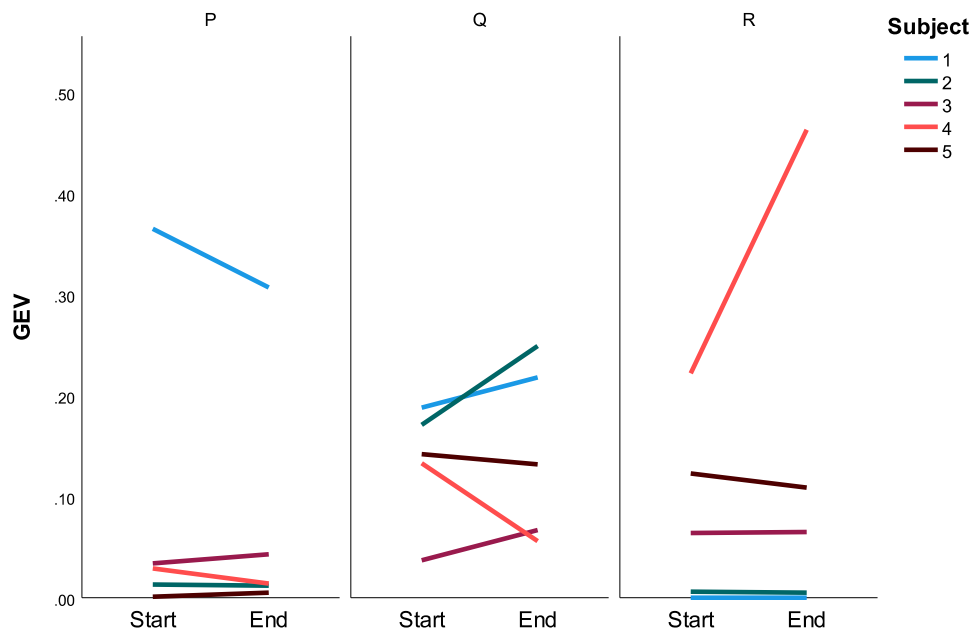 P Q R
Subject
1
2
3
4
5
GEV
.50
.40
.30
.20
.10
.00
Start End Start End Start End